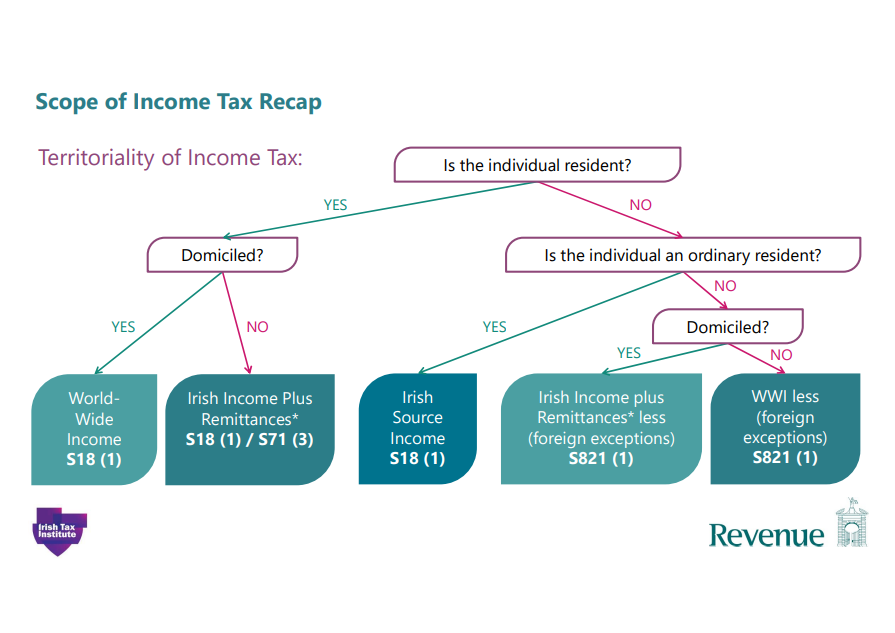 Scope of Income Tax Recap
Territoriality of Income Tax:
Is the individual resident?
YES
NO
Domiciled?
Is the individual an ordinary resident?
YES
NO
YES
NO
Domiciled?
YES
NO
World-
Wide
Income
S18 (1)
Irish Income Plus
Remittances*
S18 (1) / S71 (3)
Irish
Source
Income
S18 (1)
Irish Income plus
Remittances* less
(foreign exceptions)
S821 (1)
WWI less
(foreign
exceptions)
S821 (1)
Irish Tax
Institute
Revenue